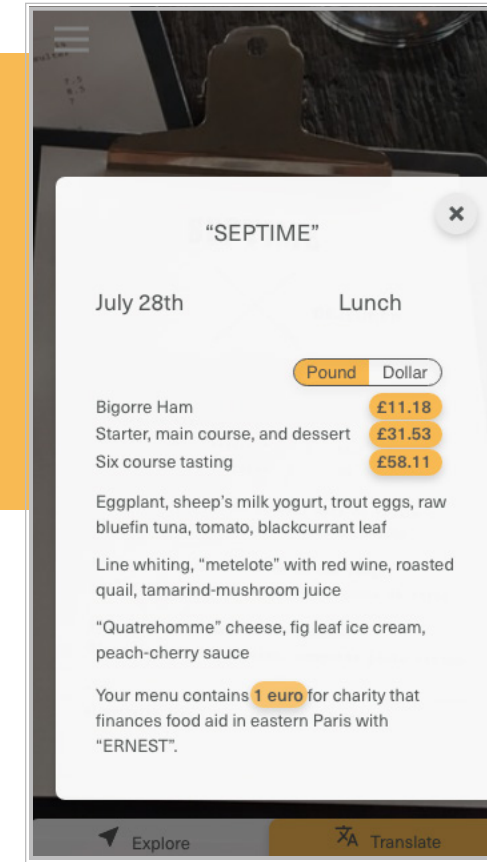 “SEPTIME”
July 28th Lunch
Pound Dollar
Bigorre Ham £11.18
Starter, main course, and dessert £31.53
Six course tasting £58.11
Eggplant, sheep’s milk yogurt, trout eggs, raw
bluefin tuna, tomato, blackcurrant leaf
Line whiting, “metelote” with red wine, roasted
quail, tamarind-mushroom juice
“Quatrehomme” cheese, fig leaf ice cream,
peach-cherry sauce
Your menu contains 1 euro for charity that
finances food aid in eastern Paris with
“ERNEST”.
Explore Translate